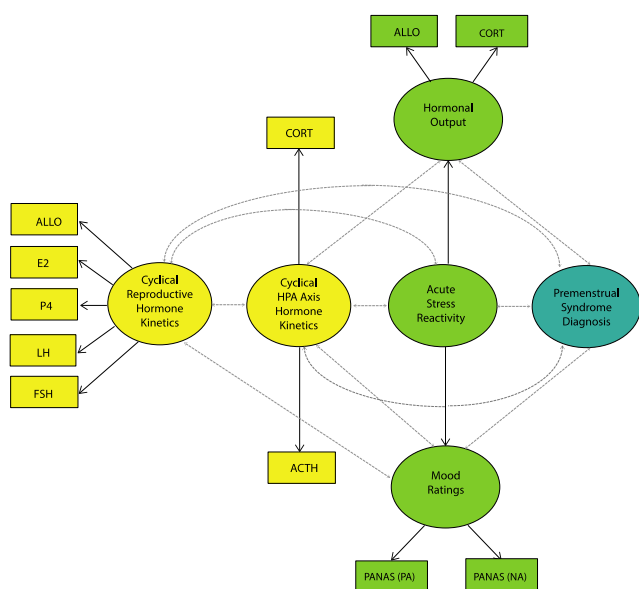 ALLO
CORT
Hormonal
Output
CORT
ALLO
E2
P4
LH
FSH
Cyclical
Reproductive
Hormone
Kinetics
Cyclical
HPA Axis
Hormone
Kinetics
Acute
Stress
Reactivity
Premenstrual
Syndrome
Diagnosis
ACTH
Mood
Ratings
PANAS (PA)
PANAS (NA)